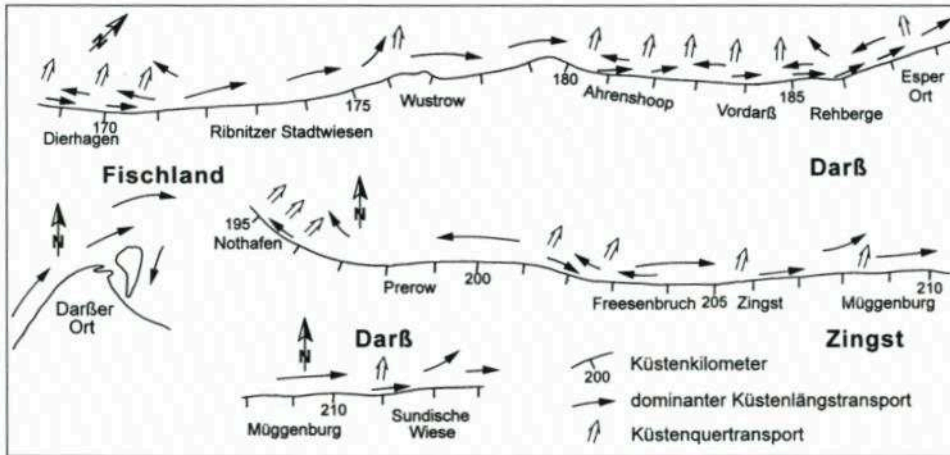 N
170
175
180
185
Dierhagen
Ribnitzer Stadtwiesen
Wustrow
Ahrenshoop
Vordarß
Rehberge
Esper
Ort
Fischland
Darß
N
Darßer
Ort
N
195
Nothafen
Prerow
200
Freesenbruch
205
Zingst
Müggenburg
210
Darß
Zingst
N
210
Müggenburg
Sundische
Wiese
200
Küstenkilometer
dominanter Küstenlängstransport
Küstenquertransport